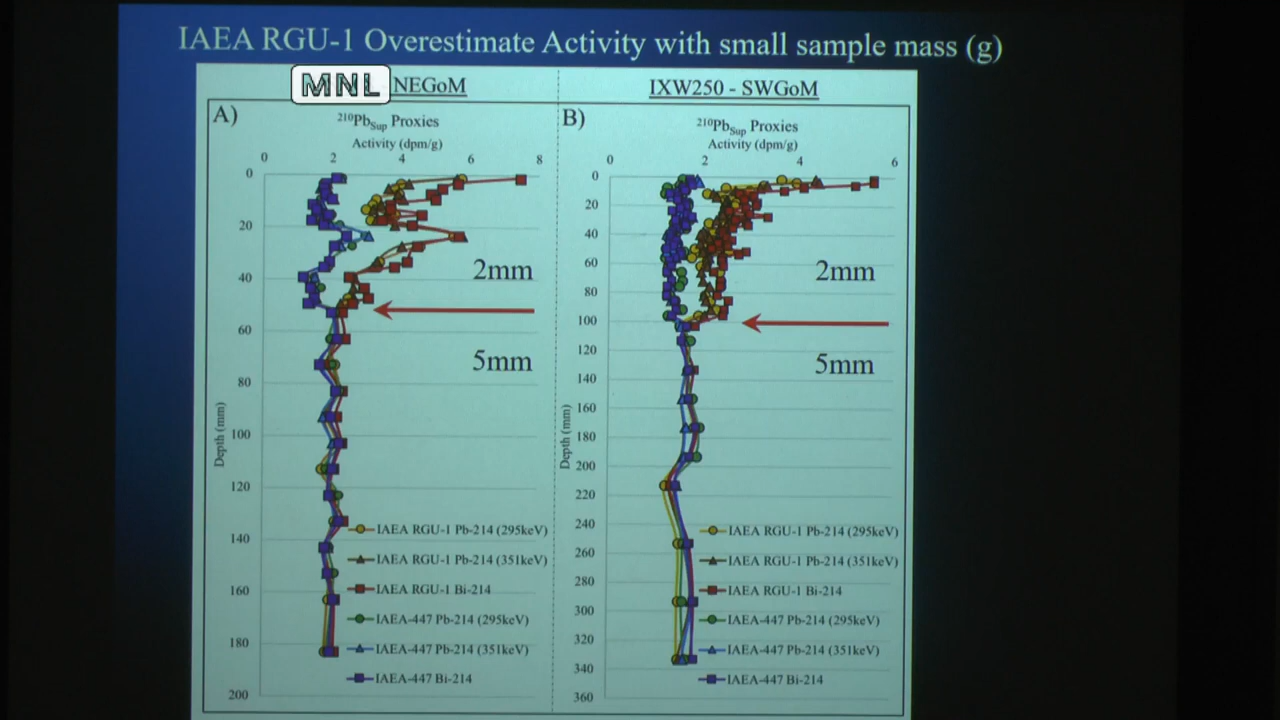 IAEA RGU-1 Overestimate Activity with small sample mass (g)
MNL
NEGoM
IXW250 - SWGoM
A)
210PbSup Proxies
Activity (dpm/g)
0 2 4 6 8
0
20
40
60
80
100
120
140
160
180
200
Depth (mm)
2mm
5mm
IAEA RGU-1 Pb-214 (295keV)
IAEA RGU-1 Pb-214 (351keV)
IAEA RGU-1 Bi-214
IAEA-447 Pb-214 (295keV)
IAEA-447 Pb-214 (351keV)
IAEA-447 Bi-214
B)
210PbSup Proxies
Activity (dpm/g)
0 2 4 6
0
20
40
60
80
100
120
140
160
180
200
220
240
260
280
300
320
340
360
Depth (mm)
2mm
5mm
IAEA RGU-1 Pb-214 (295keV)
IAEA RGU-1 Pb-214 (351keV)
IAEA RGU-1 Bi-214
IAEA-447 Pb-214 (295keV)
IAEA-447 Pb-214 (351keV)
IAEA-447 Bi-214